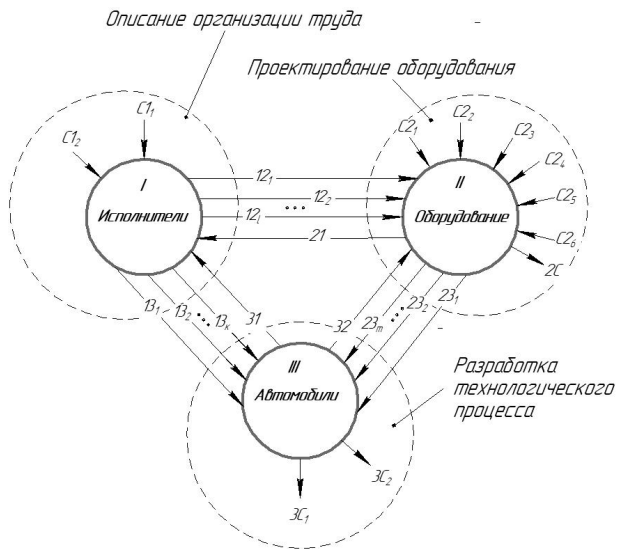 Описание организации труда
Проектирование оборудования
С1₁
С1₂
С2₁
С2₂
С2₃
С2₄
С2₅
С2₆
2С
I
Исполнители
II
Оборудование
12₁
12₂
12ᵢ
21
13₁
13₂
13ₖ
31
32
23ₘ
23₂
23₁
III
Автомобили
Разработка
технологического
процесса
3С₁
3С₂